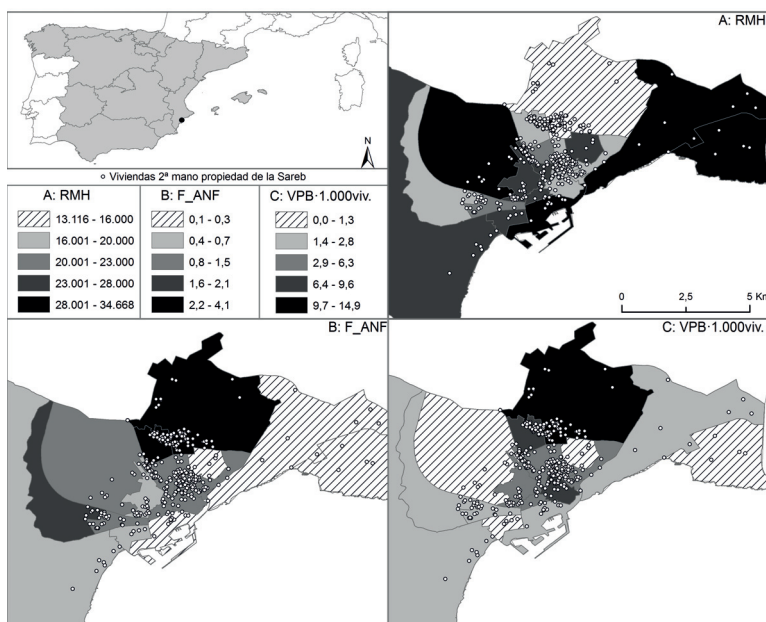 N
Viviendas 2ª mano propiedad de la Sareb
A: RMH
13.116 - 16.000
16.001 - 20.000
20.001 - 23.000
23.001 - 28.000
28.001 - 34.668
B: F_ANF
0,1 - 0,3
0,4 - 0,7
0,8 - 1,5
1,6 - 2,1
2,2 - 4,1
C: VPB·1.000viv.
0,0 - 1,3
1,4 - 2,8
2,9 - 6,3
6,4 - 9,6
9,7 - 14,9
A: RMH
0 2,5 5 Km
B: F_ANF
C: VPB·1.000viv.